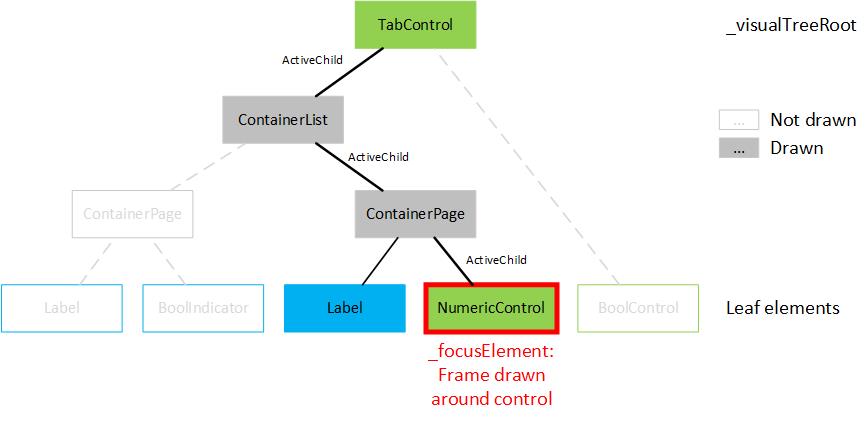 TabControl
_visualTreeRoot
ActiveChild
ContainerList
...
Not drawn
...
Drawn
ActiveChild
ContainerPage
ContainerPage
ActiveChild
Label
BoolIndicator
Label
NumericControl
BoolControl
Leaf elements
_focusElement:
Frame drawn
around control